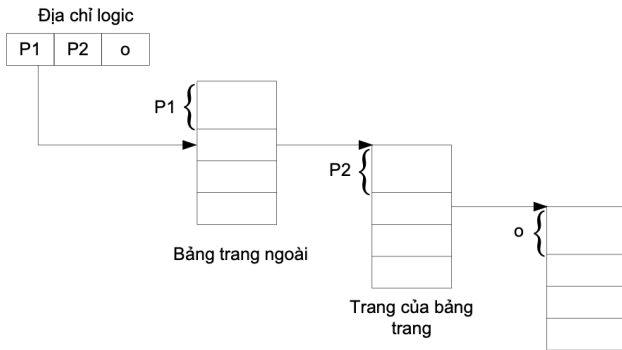 Địa chỉ logic
P1 P2 o
P1
P2
o
Bảng trang ngoài
Trang của bảng
trang